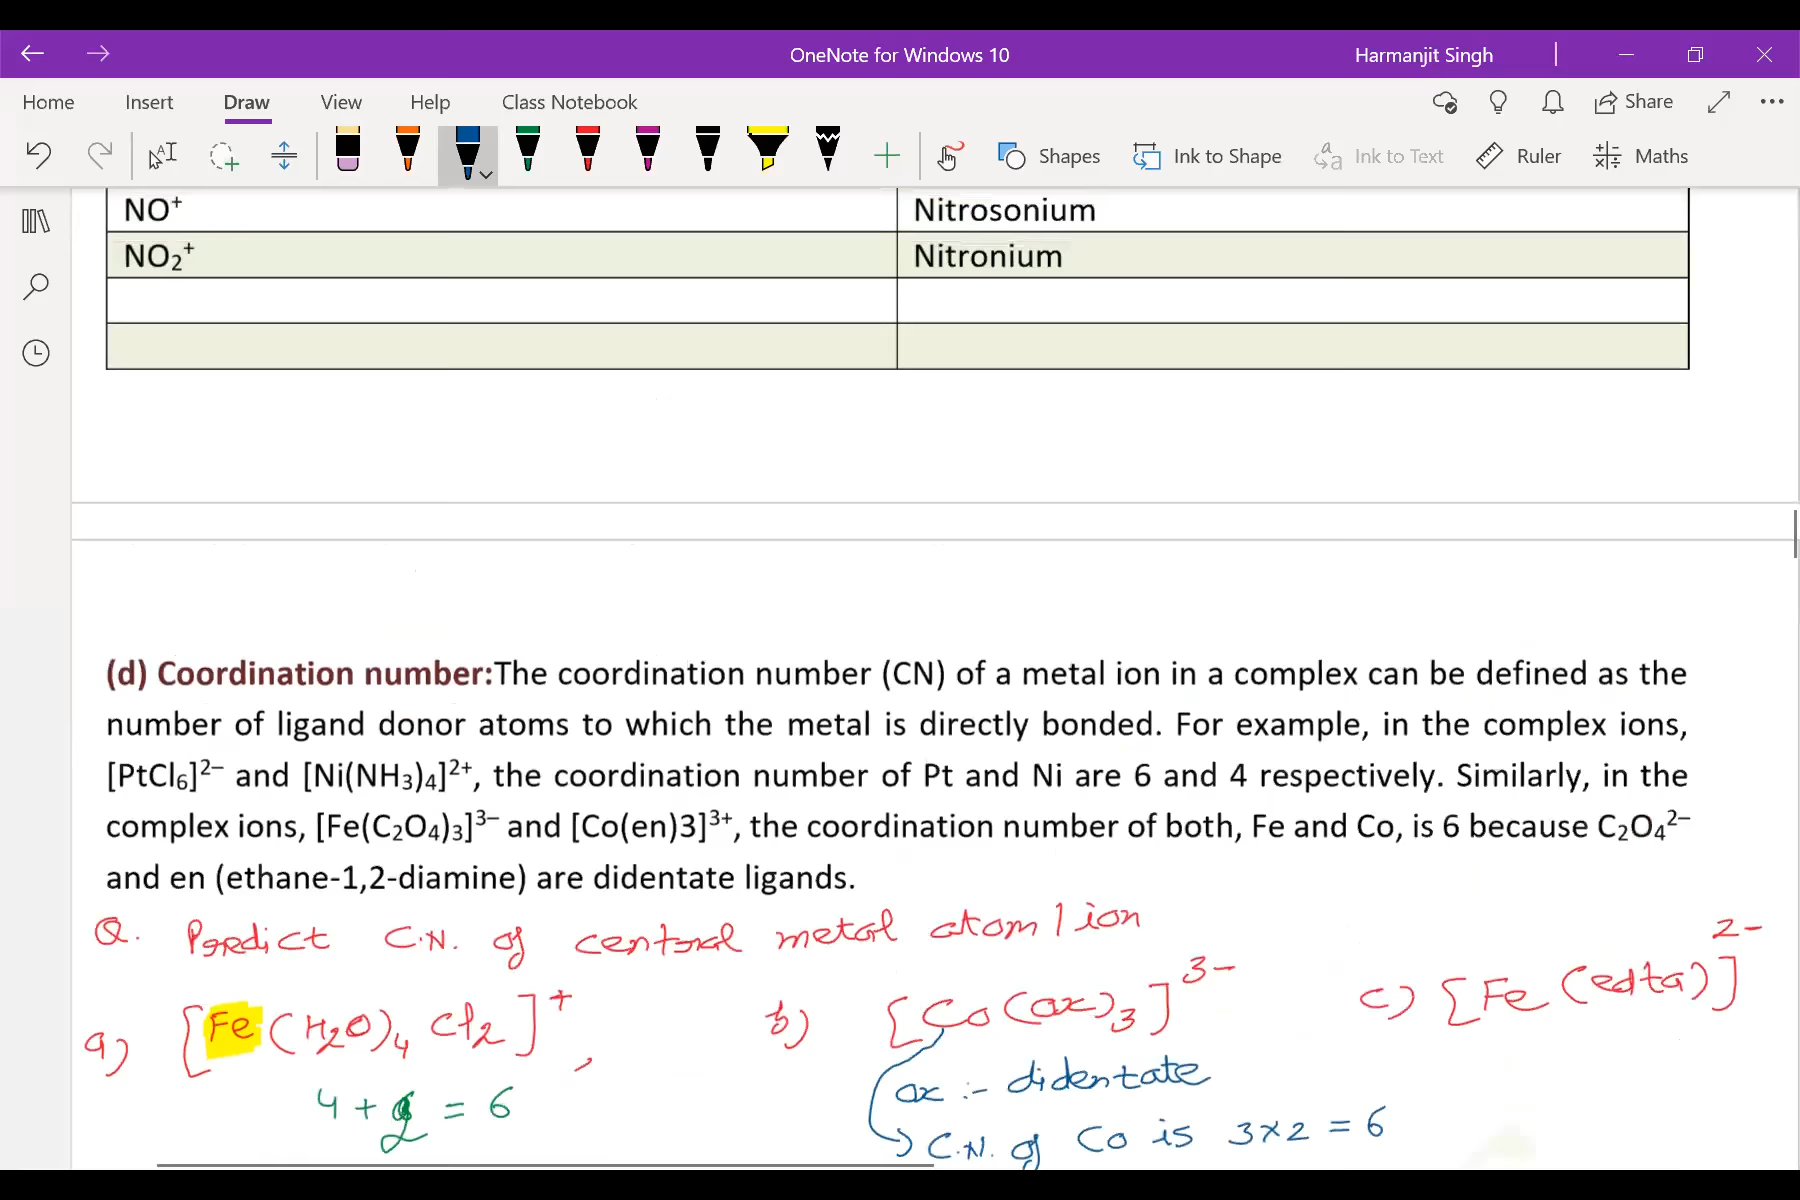 OneNote for Windows 10
Harmanjit Singh
Home Insert Draw View Help Class Notebook Share
Shapes Ink to Shape Ink to Text Ruler Maths
NO⁺ Nitrosonium
NO₂⁺ Nitronium
(d) Coordination number:The coordination number (CN) of a metal ion in a complex can be defined as the
number of ligand donor atoms to which the metal is directly bonded. For example, in the complex ions,
[PtCl₆]²⁻ and [Ni(NH₃)₄]²⁺, the coordination number of Pt and Ni are 6 and 4 respectively. Similarly, in the
complex ions, [Fe(C₂O₄)₃]³⁻ and [Co(en)3]³⁺, the coordination number of both, Fe and Co, is 6 because C₂O₄²⁻
and en (ethane-1,2-diamine) are didentate ligands.
Q. Predict C.N. of central metal atom / ion
a) [Fe(H₂O)₄Cl₂]⁺, b) [Co(ox)₃]³⁻ c) [Fe(edta)]²⁻
4 + 2 = 6
ox :- didentate
C.N. of Co is 3×2 = 6